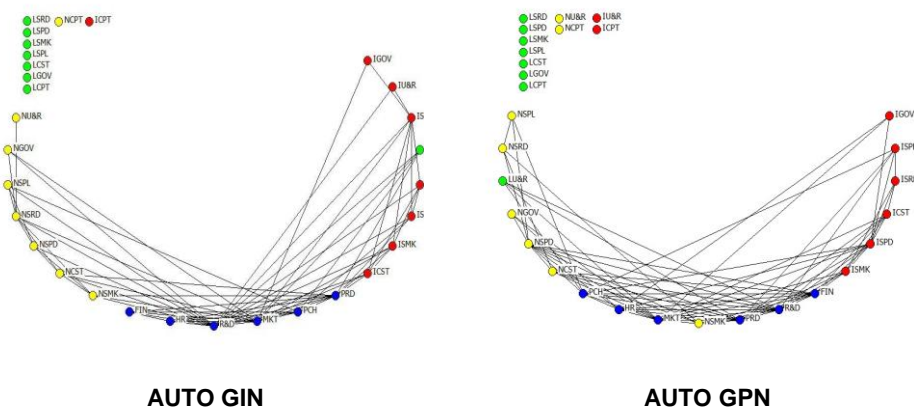 LSRD NCPT ICPT
LSPD
LSMK
LSPL
LCST
LGOV
LCPT
IGOV
IU&R
NU&R
IS
NGOV
NSPL
NSRD
IS
NSPD
ISMK
NCST
ICST
NSMK
PRD
FIN
PCH
HR
MKT
R&D
AUTO GIN
LSRD NU&R IU&R
LSPD NCPT ICPT
LSMK
LSPL
LCST
LGOV
LCPT
NSPL
IGOV
NSRD
LU&R
NGOV
ICST
NSPD
ISPD
NCST
ISMK
PCH
FIN
HR
R&D
MKT
PRD
NSMK
AUTO GPN